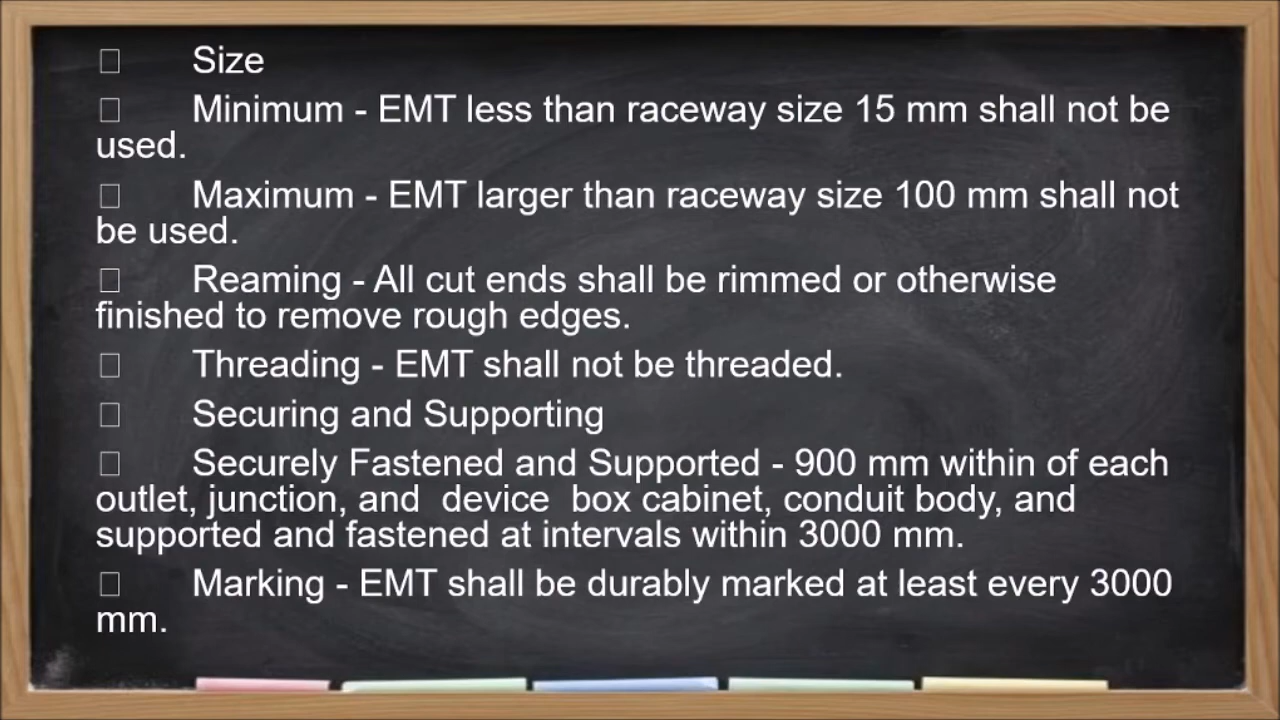 □ Size
□ Minimum - EMT less than raceway size 15 mm shall not be
used.
□ Maximum - EMT larger than raceway size 100 mm shall not
be used.
□ Reaming - All cut ends shall be rimmed or otherwise
finished to remove rough edges.
□ Threading - EMT shall not be threaded.
□ Securing and Supporting
□ Securely Fastened and Supported - 900 mm within of each
outlet, junction, and  device  box cabinet, conduit body, and
supported and fastened at intervals within 3000 mm.
□ Marking - EMT shall be durably marked at least every 3000
mm.